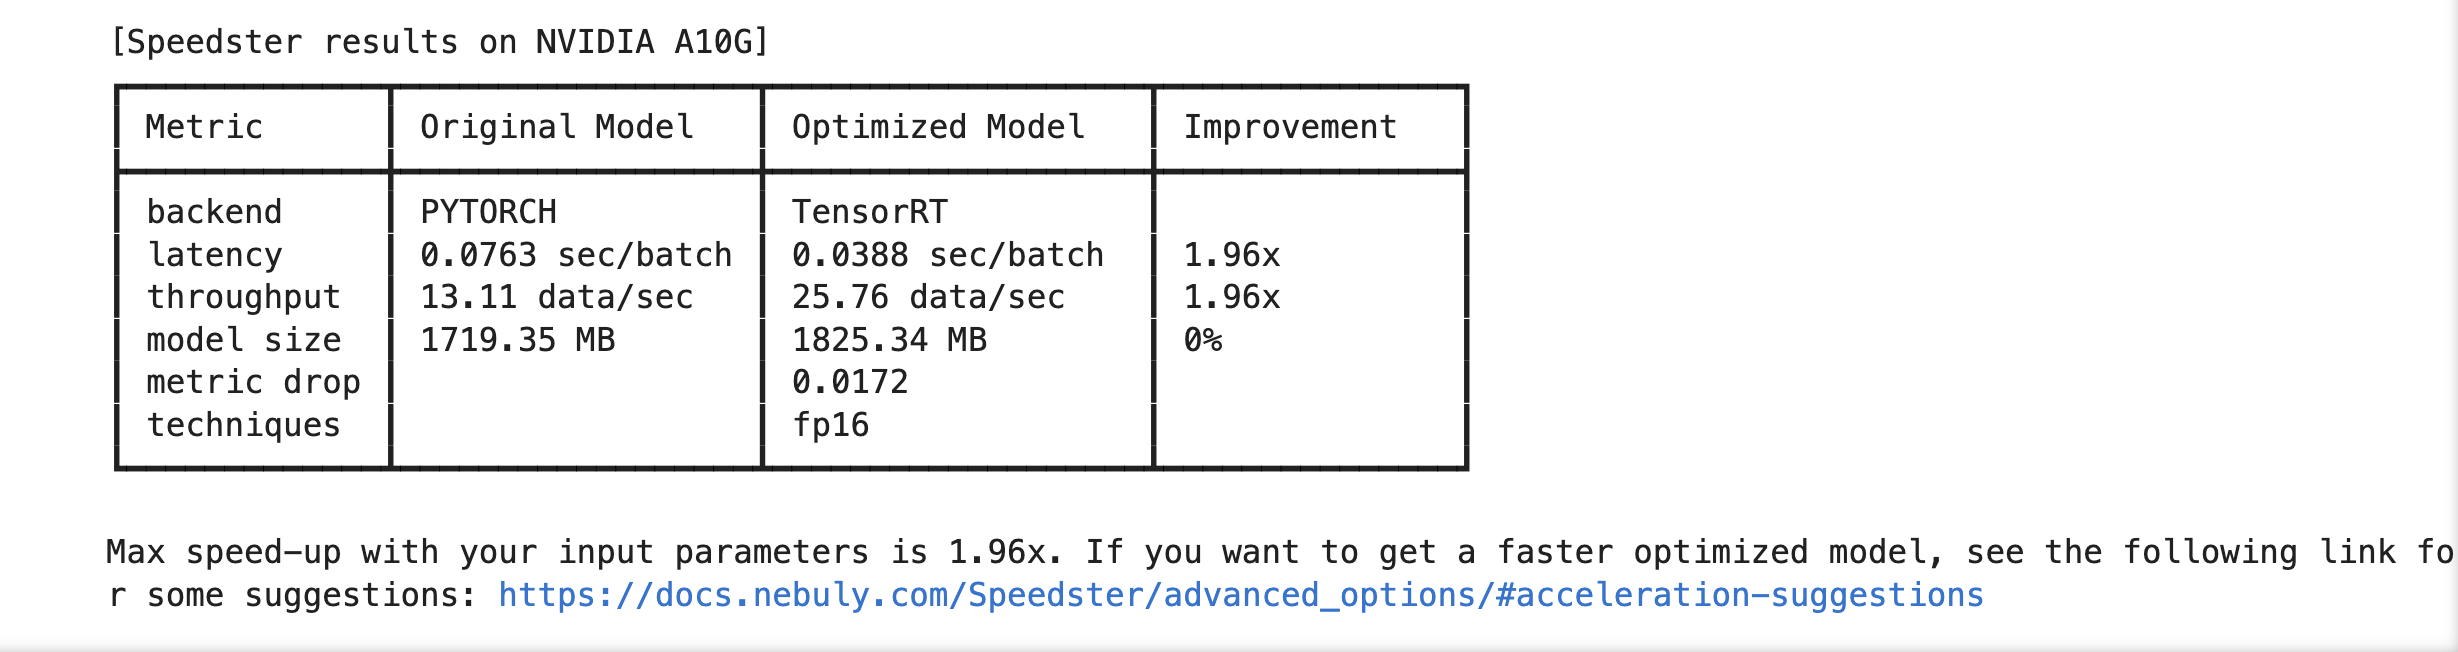 [Speedster results on NVIDIA A10G]
Metric Original Model Optimized Model Improvement
backend PYTORCH TensorRT
latency 0.0763 sec/batch 0.0388 sec/batch 1.96x
throughput 13.11 data/sec 25.76 data/sec 1.96x
model size 1719.35 MB 1825.34 MB 0%
metric drop 0.0172
techniques fp16
Max speed-up with your input parameters is 1.96x. If you want to get a faster optimized model, see the following link fo
r some suggestions: https://docs.nebuly.com/Speedster/advanced_options/#acceleration-suggestions